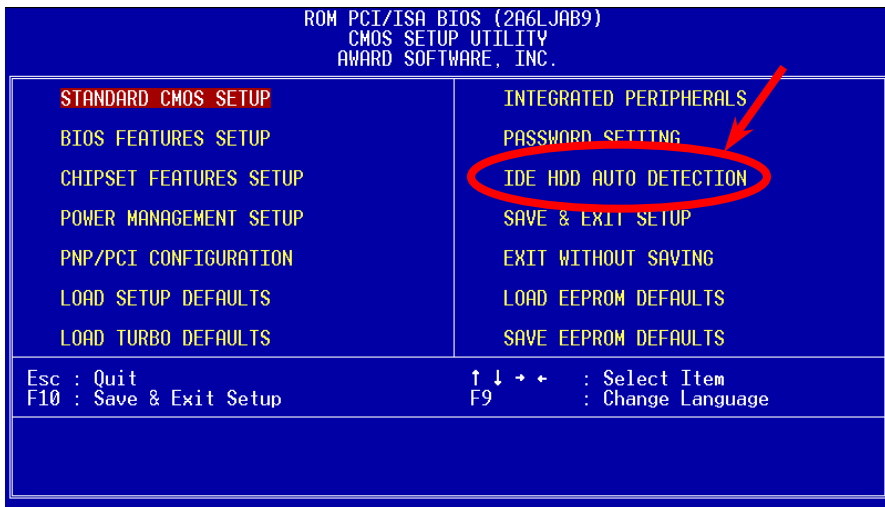 ROM PCI/ISA BIOS (2A6LJAB9)
CMOS SETUP UTILITY
AWARD SOFTWARE, INC.
STANDARD CMOS SETUP
BIOS FEATURES SETUP
CHIPSET FEATURES SETUP
POWER MANAGEMENT SETUP
PNP/PCI CONFIGURATION
LOAD SETUP DEFAULTS
LOAD TURBO DEFAULTS
INTEGRATED PERIPHERALS
PASSWORD SETTING
IDE HDD AUTO DETECTION
SAVE & EXIT SETUP
EXIT WITHOUT SAVING
LOAD EEPROM DEFAULTS
SAVE EEPROM DEFAULTS
Esc : Quit
F10 : Save & Exit Setup
↑ ↓ → ← : Select Item
F9 : Change Language